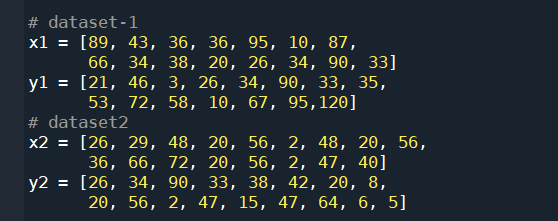 # dataset-1
x1 = [89, 43, 36, 36, 95, 10, 87,
66, 34, 38, 20, 26, 34, 90, 33]
y1 = [21, 46, 3, 26, 34, 90, 33, 35,
53, 72, 58, 10, 67, 95,120]
# dataset2
x2 = [26, 29, 48, 20, 56, 2, 48, 20, 56,
36, 66, 72, 20, 56, 2, 47, 40]
y2 = [26, 34, 90, 33, 38, 42, 20, 8,
20, 56, 2, 47, 15, 47, 64, 6, 5]